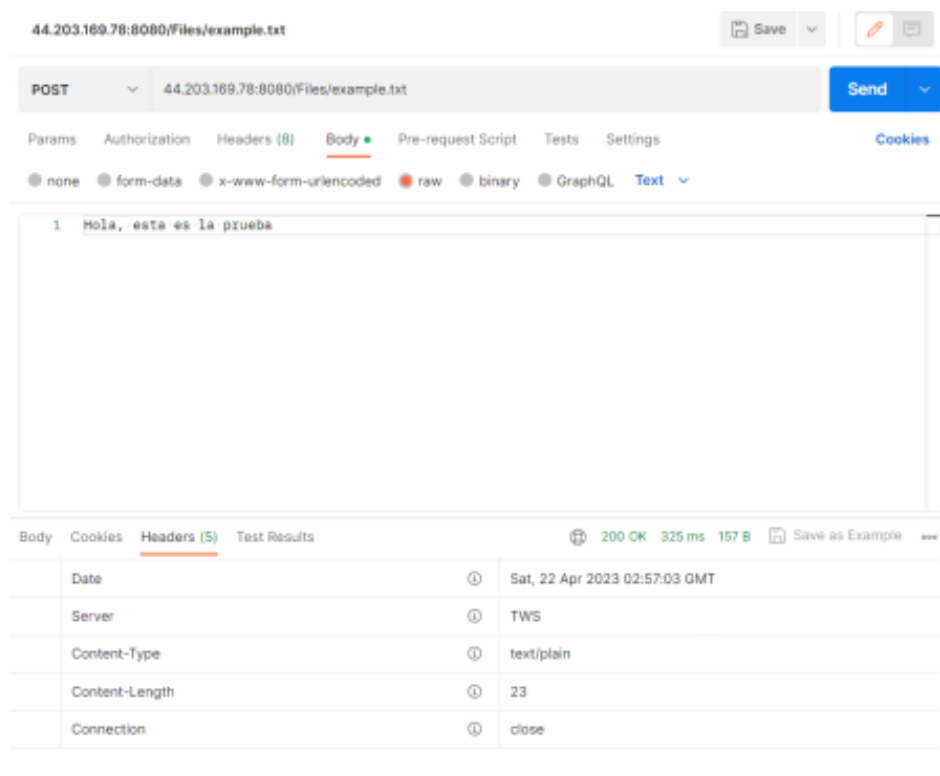 44.203.169.78:8080/Files/example.txt Save
POST 44.203.169.78:8080/Files/example.txt Send
Params Authorization Headers (8) Body Pre-request Script Tests Settings Cookies
none form-data x-www-form-urlencoded raw binary GraphQL Text
1 Hola, esta es la prueba
Body Cookies Headers (5) Test Results 200 OK 325 ms 157 B Save as Example
Date Sat, 22 Apr 2023 02:57:03 GMT
Server TWS
Content-Type text/plain
Content-Length 23
Connection close